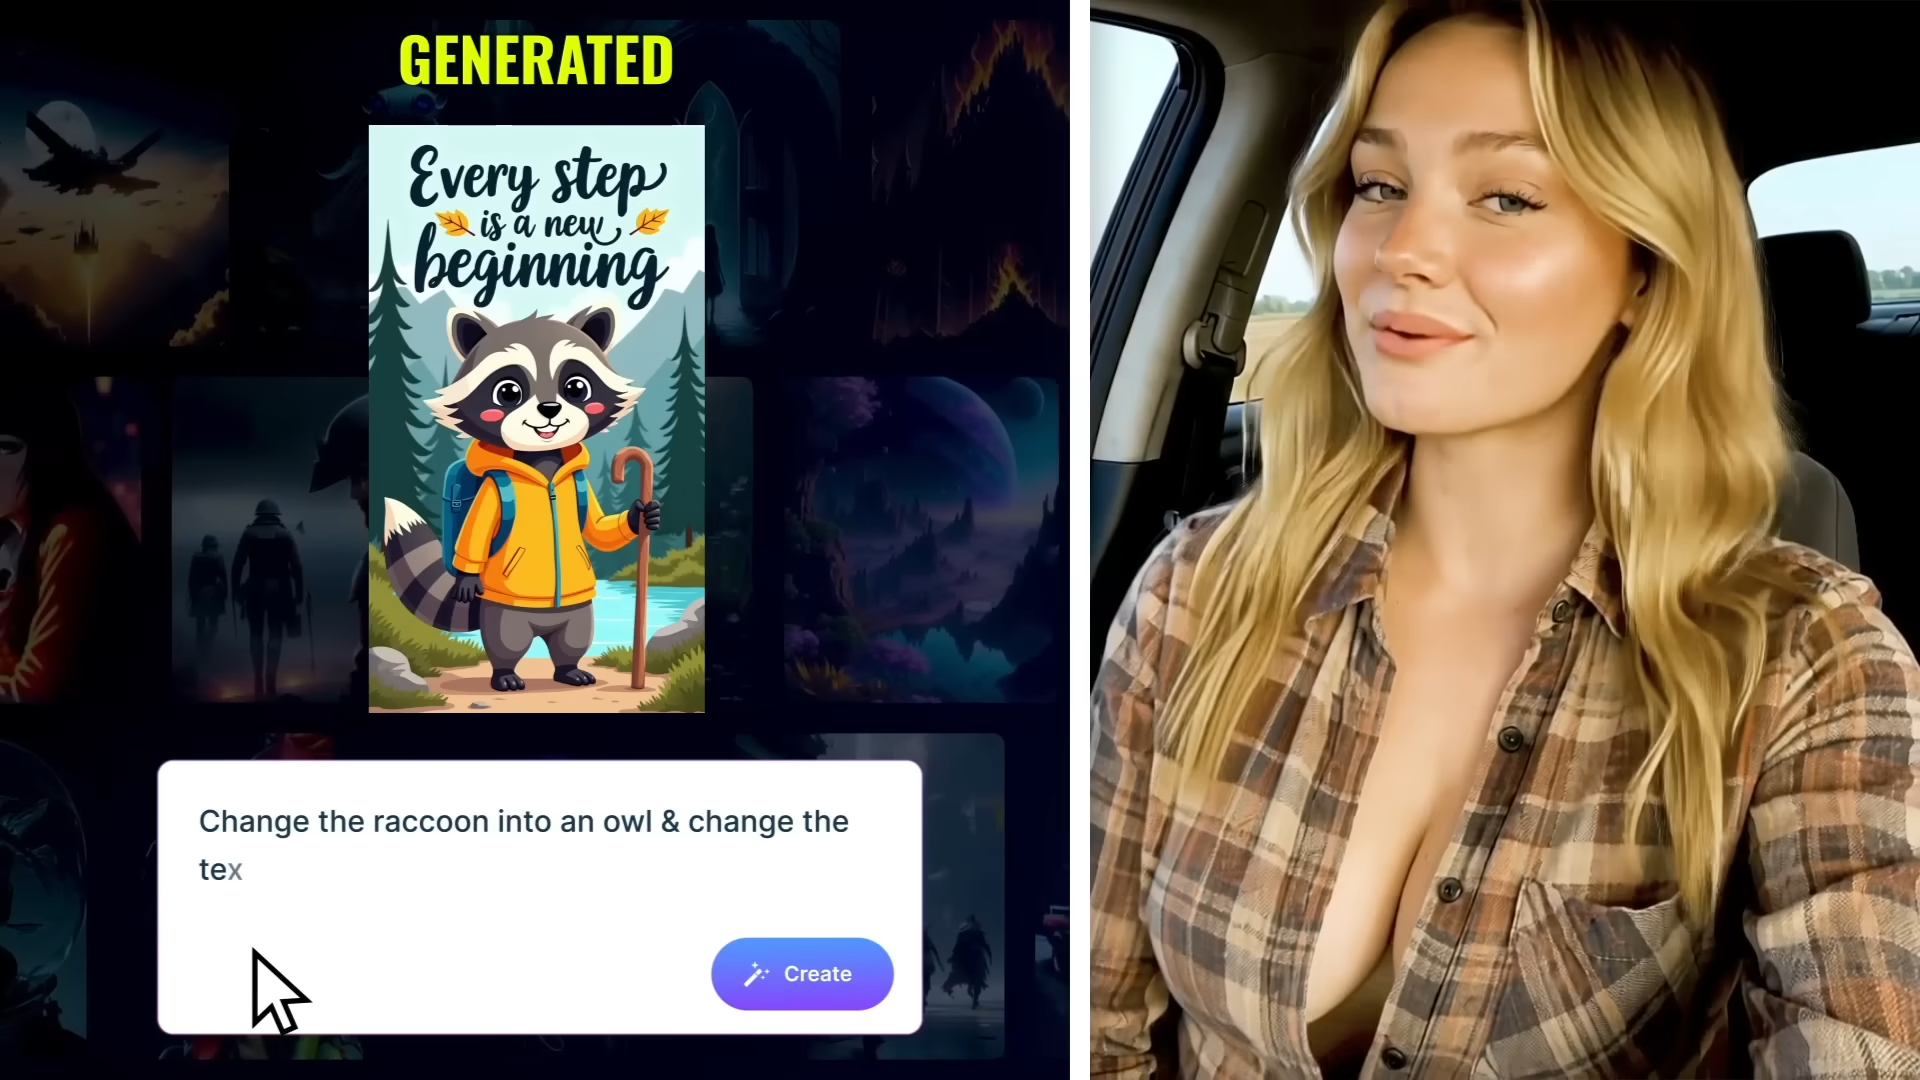 GENERATED
Every step
is a new
beginning
Change the raccoon into an owl & change the
tex
Create